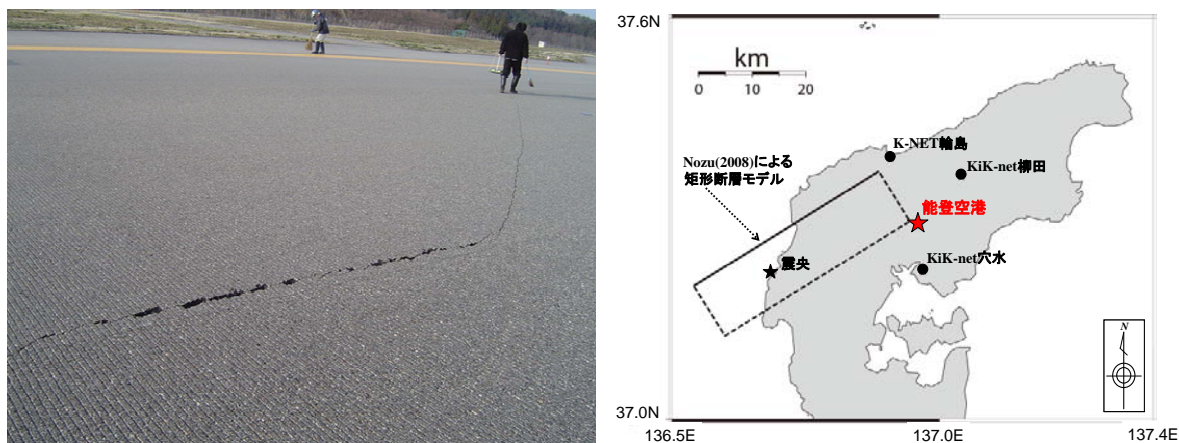 37.6N
km
0 10 20
K-NET輪島
Nozu(2008)による
矩形断層モデル
KiK-net柳田
能登空港
震央
KiK-net穴水
N
37.0N
136.5E 137.0E 137.4E